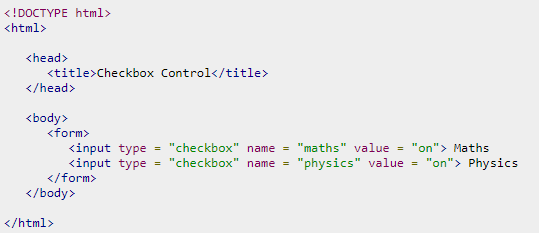 <!DOCTYPE html>
<html>
<head>
<title>Checkbox Control</title>
</head>
<body>
<form>
<input type = "checkbox" name = "maths" value = "on"> Maths
<input type = "checkbox" name = "physics" value = "on"> Physics
</form>
</body>
</html>